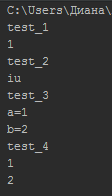 C:\Users\Диана\
test_1
1
test_2
iu
test_3
a=1
b=2
test_4
1
2